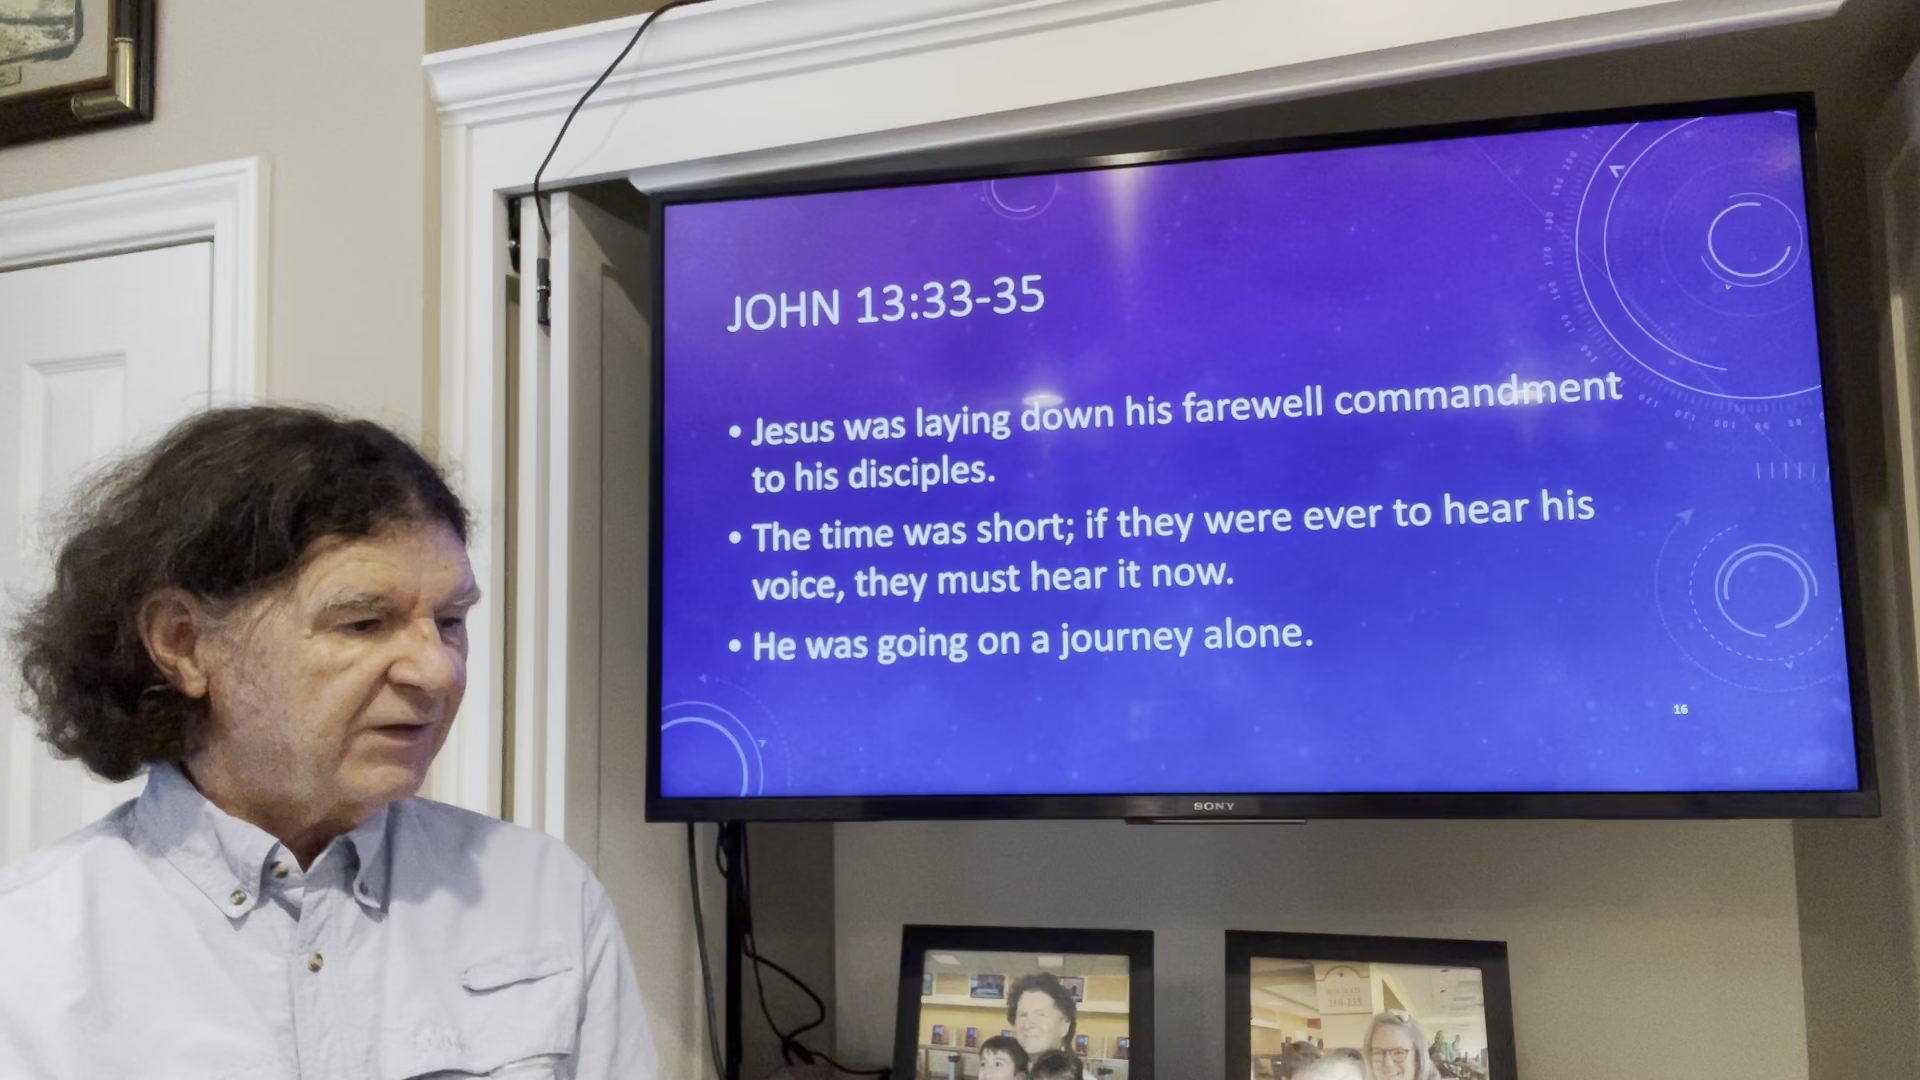 JOHN 13:33-35
• Jesus was laying down his farewell commandment
to his disciples.
• The time was short; if they were ever to hear his
voice, they must hear it now.
• He was going on a journey alone.
16
SONY